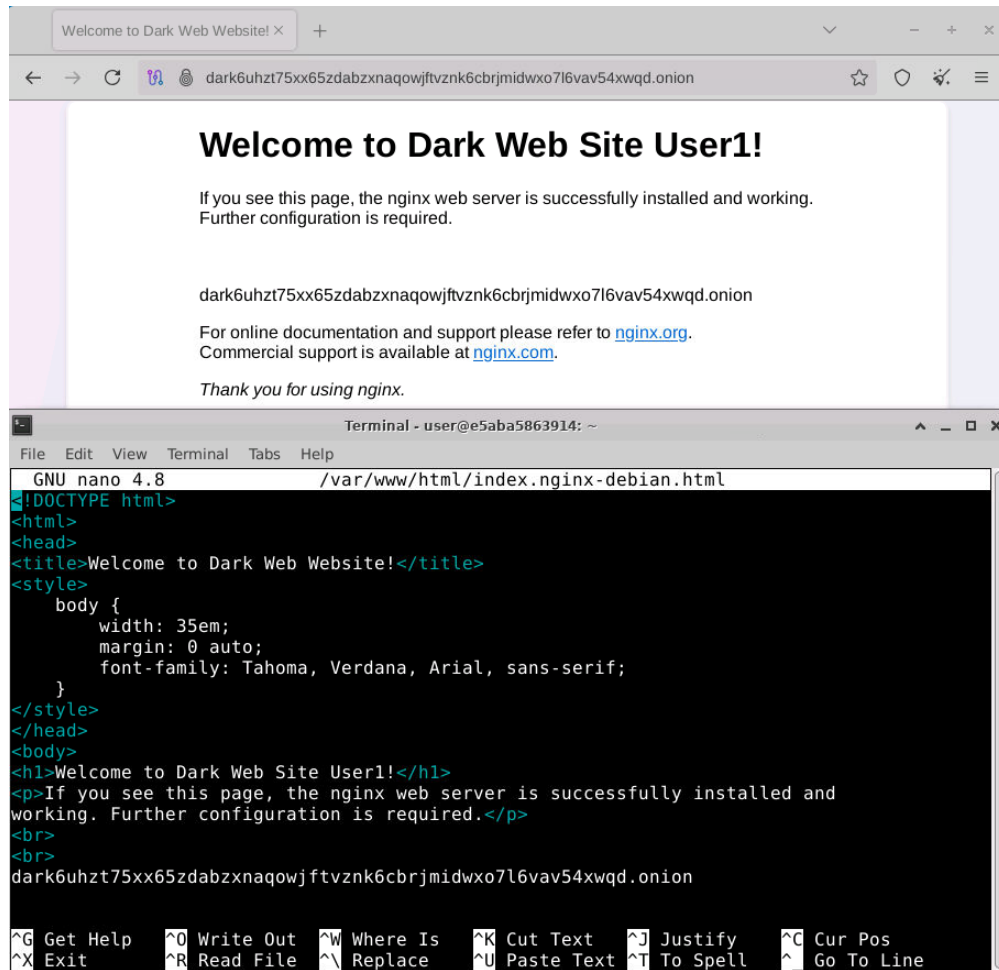 Welcome to Dark Web Website!
dark6uhzt75xx65zdabzxnaqowjftvznk6cbrjmidwxo7l6vav54xwqd.onion
Welcome to Dark Web Site User1!
If you see this page, the nginx web server is successfully installed and working.
Further configuration is required.
dark6uhzt75xx65zdabzxnaqowjftvznk6cbrjmidwxo7l6vav54xwqd.onion
For online documentation and support please refer to nginx.org.
Commercial support is available at nginx.com.
Thank you for using nginx.
Terminal - user@e5aba5863914: ~
File Edit View Terminal Tabs Help
GNU nano 4.8 /var/www/html/index.nginx-debian.html
<!DOCTYPE html>
<html>
<head>
<title>Welcome to Dark Web Website!</title>
<style>
    body {
        width: 35em;
        margin: 0 auto;
        font-family: Tahoma, Verdana, Arial, sans-serif;
    }
</style>
</head>
<body>
<h1>Welcome to Dark Web Site User1!</h1>
<p>If you see this page, the nginx web server is successfully installed and
working. Further configuration is required.</p>
<br>
<br>
dark6uhzt75xx65zdabzxnaqowjftvznk6cbrjmidwxo7l6vav54xwqd.onion
^G Get Help ^O Write Out ^W Where Is ^K Cut Text ^J Justify ^C Cur Pos
^X Exit ^R Read File ^\ Replace ^U Paste Text ^T To Spell ^_ Go To Line